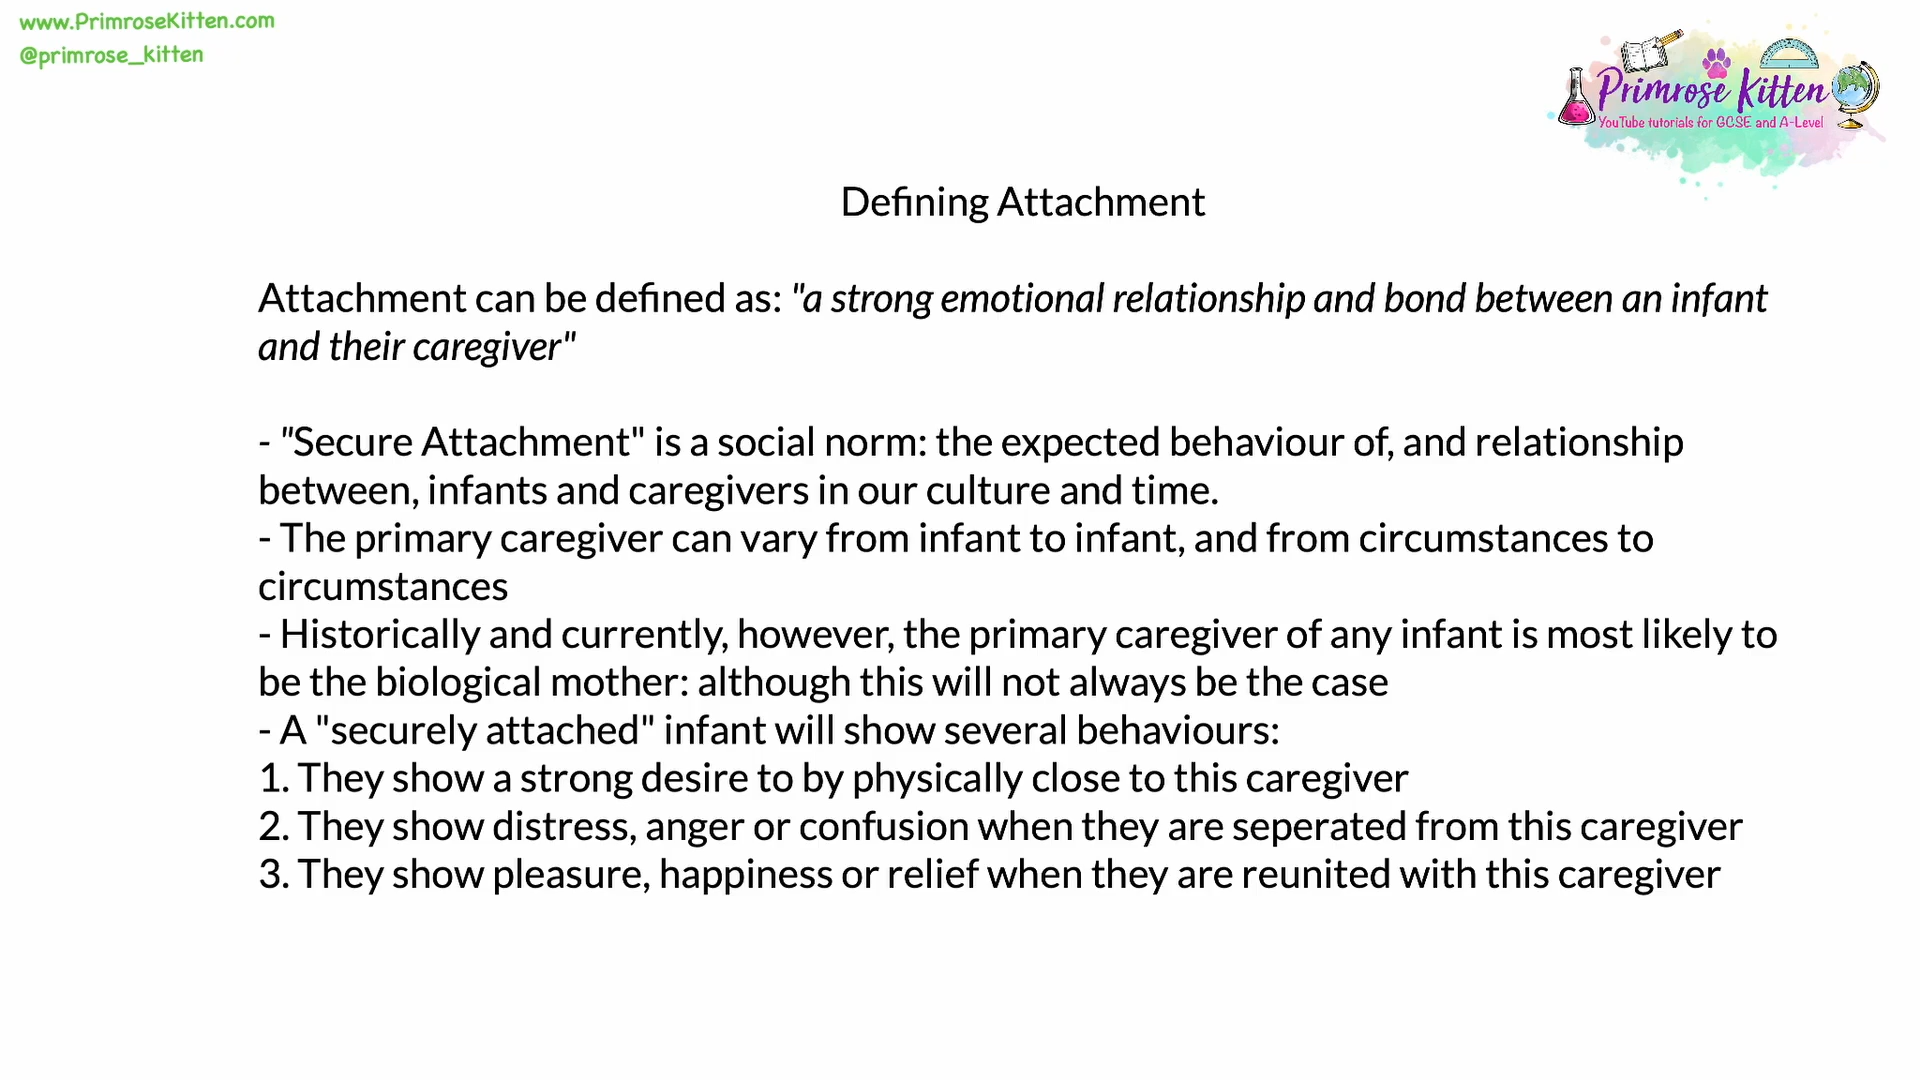 www.PrimroseKitten.com
@primrose_kitten
Primrose Kitten
YouTube tutorials for GCSE and A-Level
Defining Attachment
Attachment can be defined as: "a strong emotional relationship and bond between an infant
and their caregiver"
- "Secure Attachment" is a social norm: the expected behaviour of, and relationship
between, infants and caregivers in our culture and time.
- The primary caregiver can vary from infant to infant, and from circumstances to
circumstances
- Historically and currently, however, the primary caregiver of any infant is most likely to
be the biological mother: although this will not always be the case
- A "securely attached" infant will show several behaviours:
1. They show a strong desire to by physically close to this caregiver
2. They show distress, anger or confusion when they are seperated from this caregiver
3. They show pleasure, happiness or relief when they are reunited with this caregiver